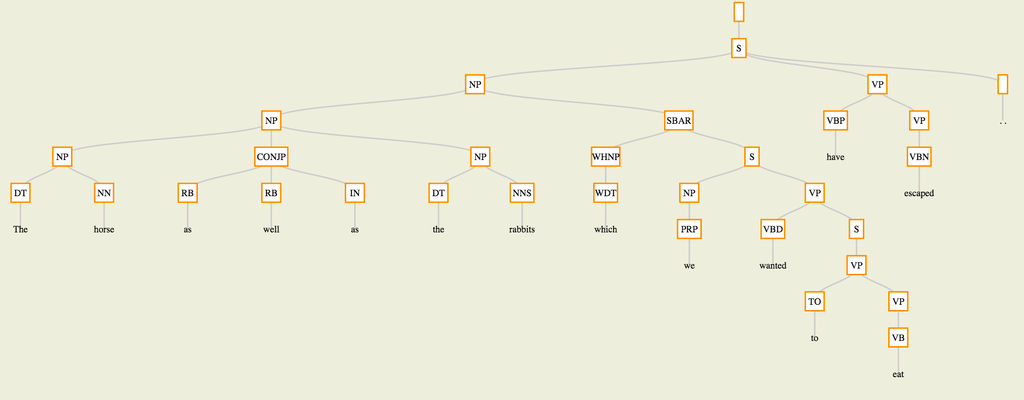 S
NP VP
NP SBAR VBP VP . .
NP CONJP NP WHNP S have VBN
DT NN RB RB IN DT NNS WDT NP VP escaped
The horse as well as the rabbits which PRP VBD S
we wanted VP
TO VP
to VB
eat